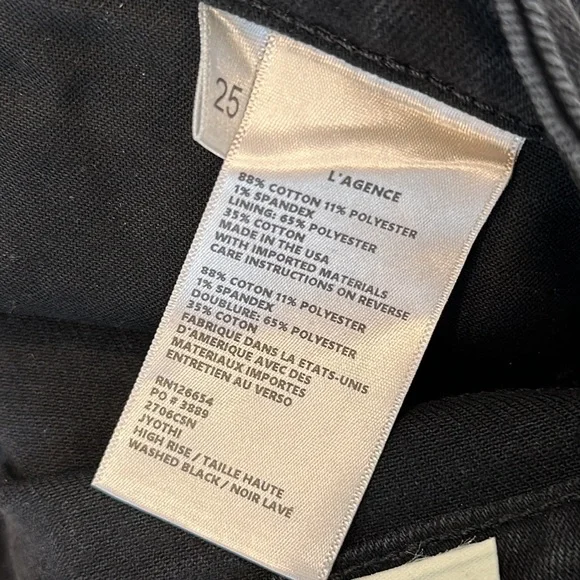 25
L'AGENCE
88% COTTON 11% POLYESTER
1% SPANDEX
LINING: 65% POLYESTER
35% COTTON
MADE IN THE USA
WITH IMPORTED MATERIALS
CARE INSTRUCTIONS ON REVERSE
88% COTON 11% POLYESTER
1% SPANDEX
DOUBLURE: 65% POLYESTER
35% COTON
FABRIQUE DANS LA ETATS-UNIS
D'AMERIQUE AVEC DES
MATERIAUX IMPORTES
ENTRETIEN AU VERSO
RN126654
PO # 3889
2706CSN
JYOTHI
HIGH RISE / TAILLE HAUTE
WASHED BLACK / NOIR LAVÉ